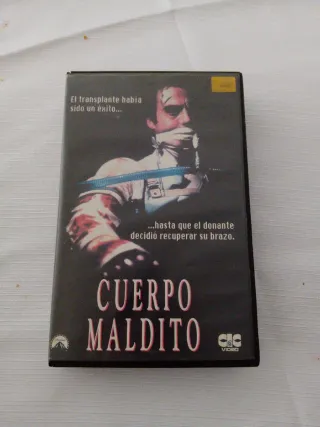 El transplante había
sido un éxito...
...hasta que el donante
decidió recuperar su brazo.
CUERPO
MALDITO
CIC
VIDEO